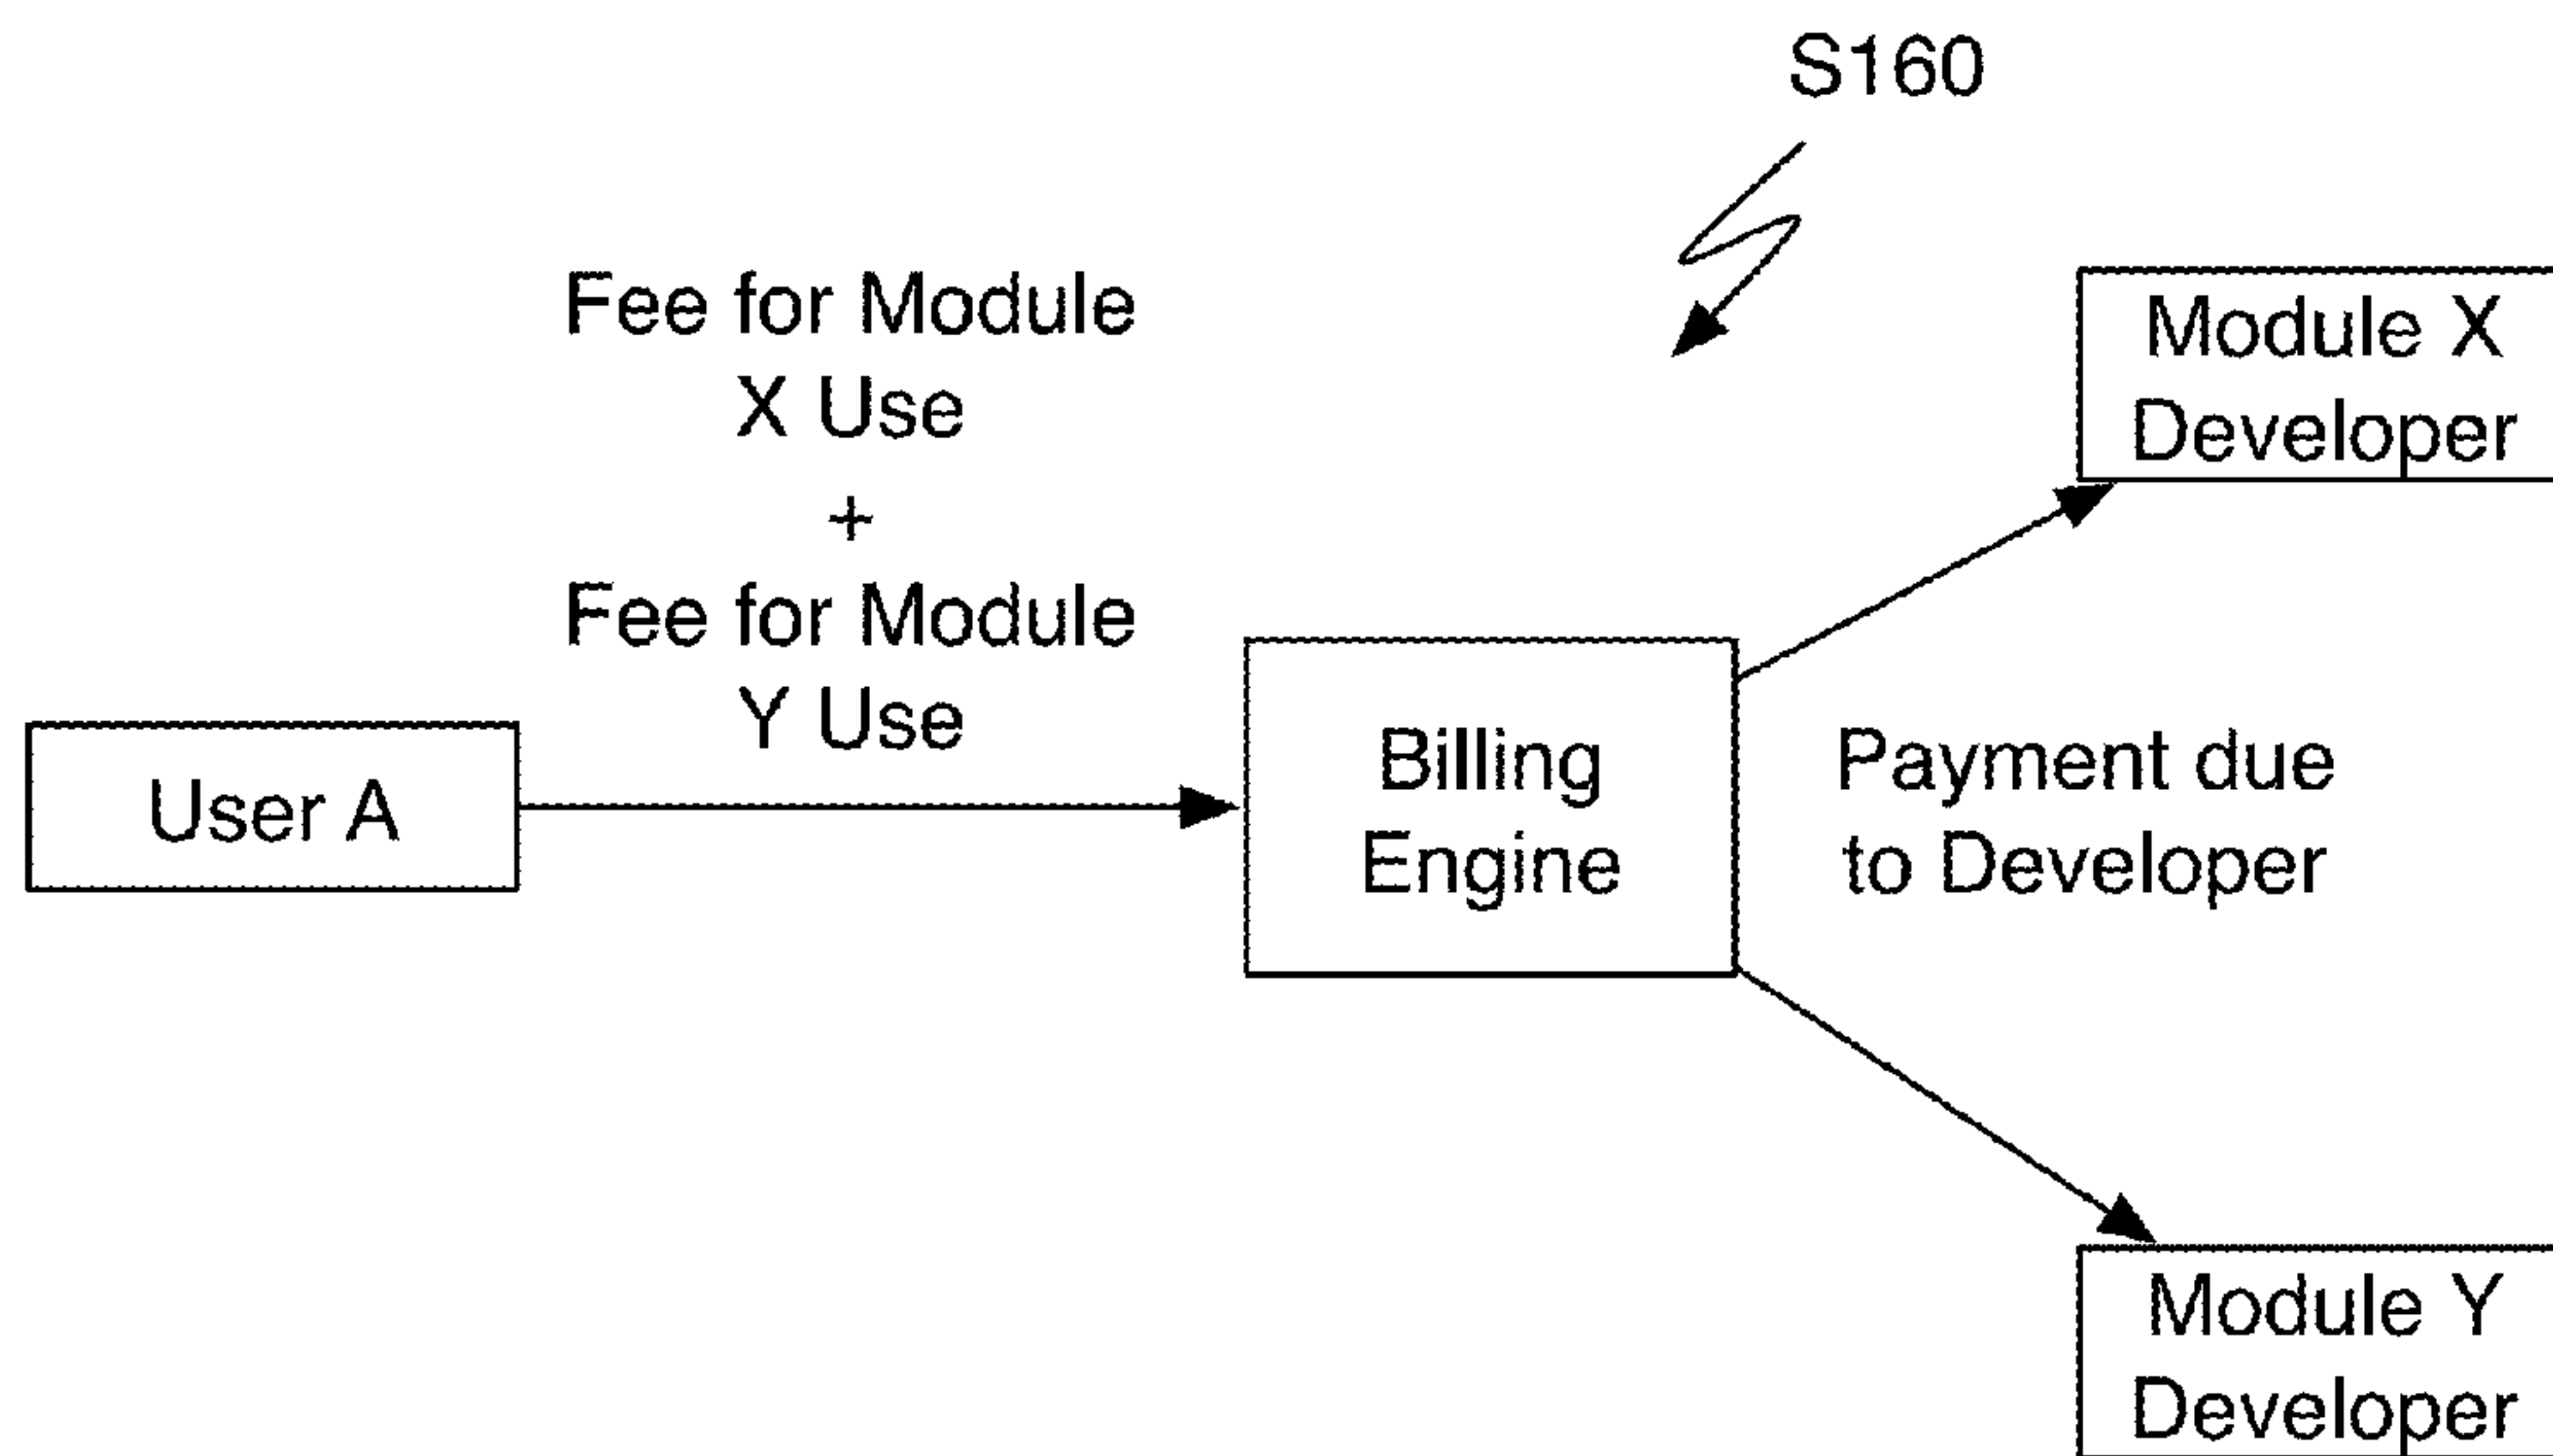 S160
Fee for Module
X Use
+
Fee for Module
Y Use
User A
Billing
Engine
Module X
Developer
Payment due
to Developer
Module Y
Developer